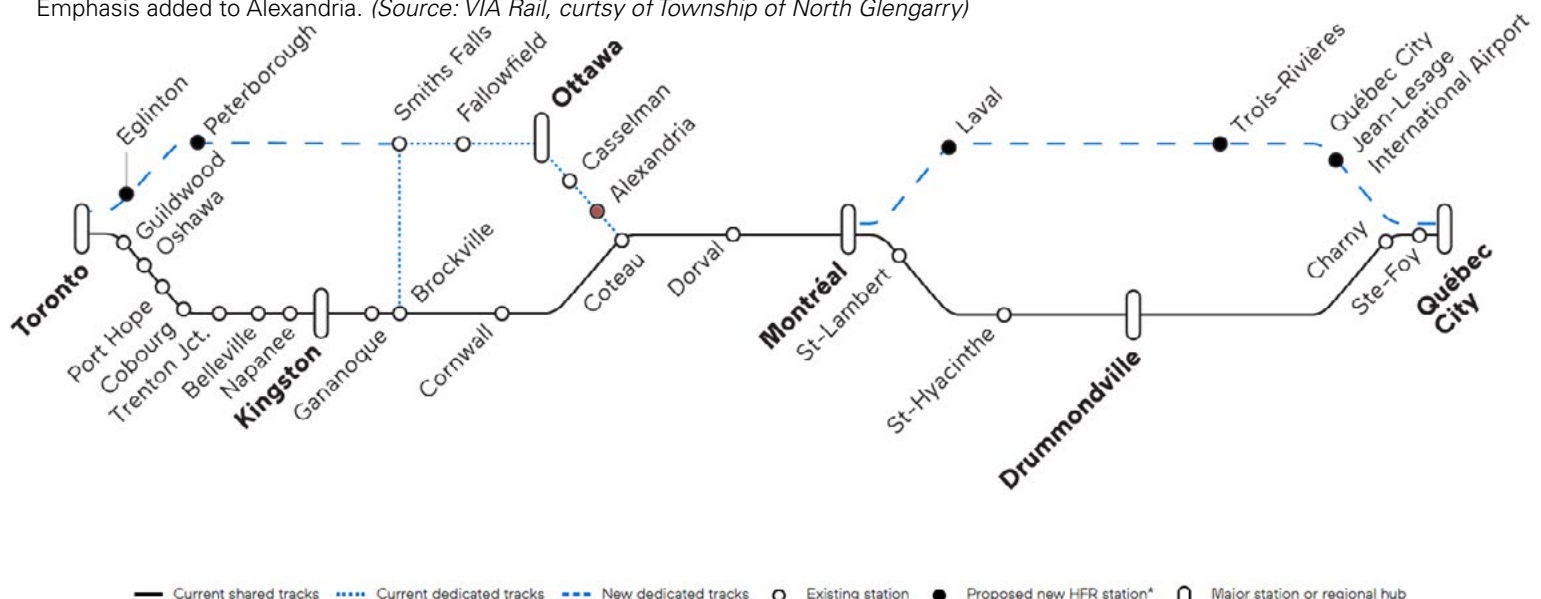 Emphasis added to Alexandria. (Source: VIA Rail, curtsy of Township of North Glengarry)
Eglinton
Peterborough
Smiths Falls
Fallowfield
Ottawa
Casselman
Alexandria
Laval
Trois-Rivières
Québec City
Jean-Lesage
International Airport
Toronto
Guildwood
Oshawa
Port Hope
Cobourg
Trenton Jct.
Belleville
Napanee
Kingston
Gananoque
Brockville
Cornwall
Coteau
Dorval
Montréal
St-Lambert
St-Hyacinthe
Drummondville
Charny
Ste-Foy
Québec
City
Current shared tracks
Current dedicated tracks
New dedicated tracks
Existing station
Proposed new HFR station*
Major station or regional hub